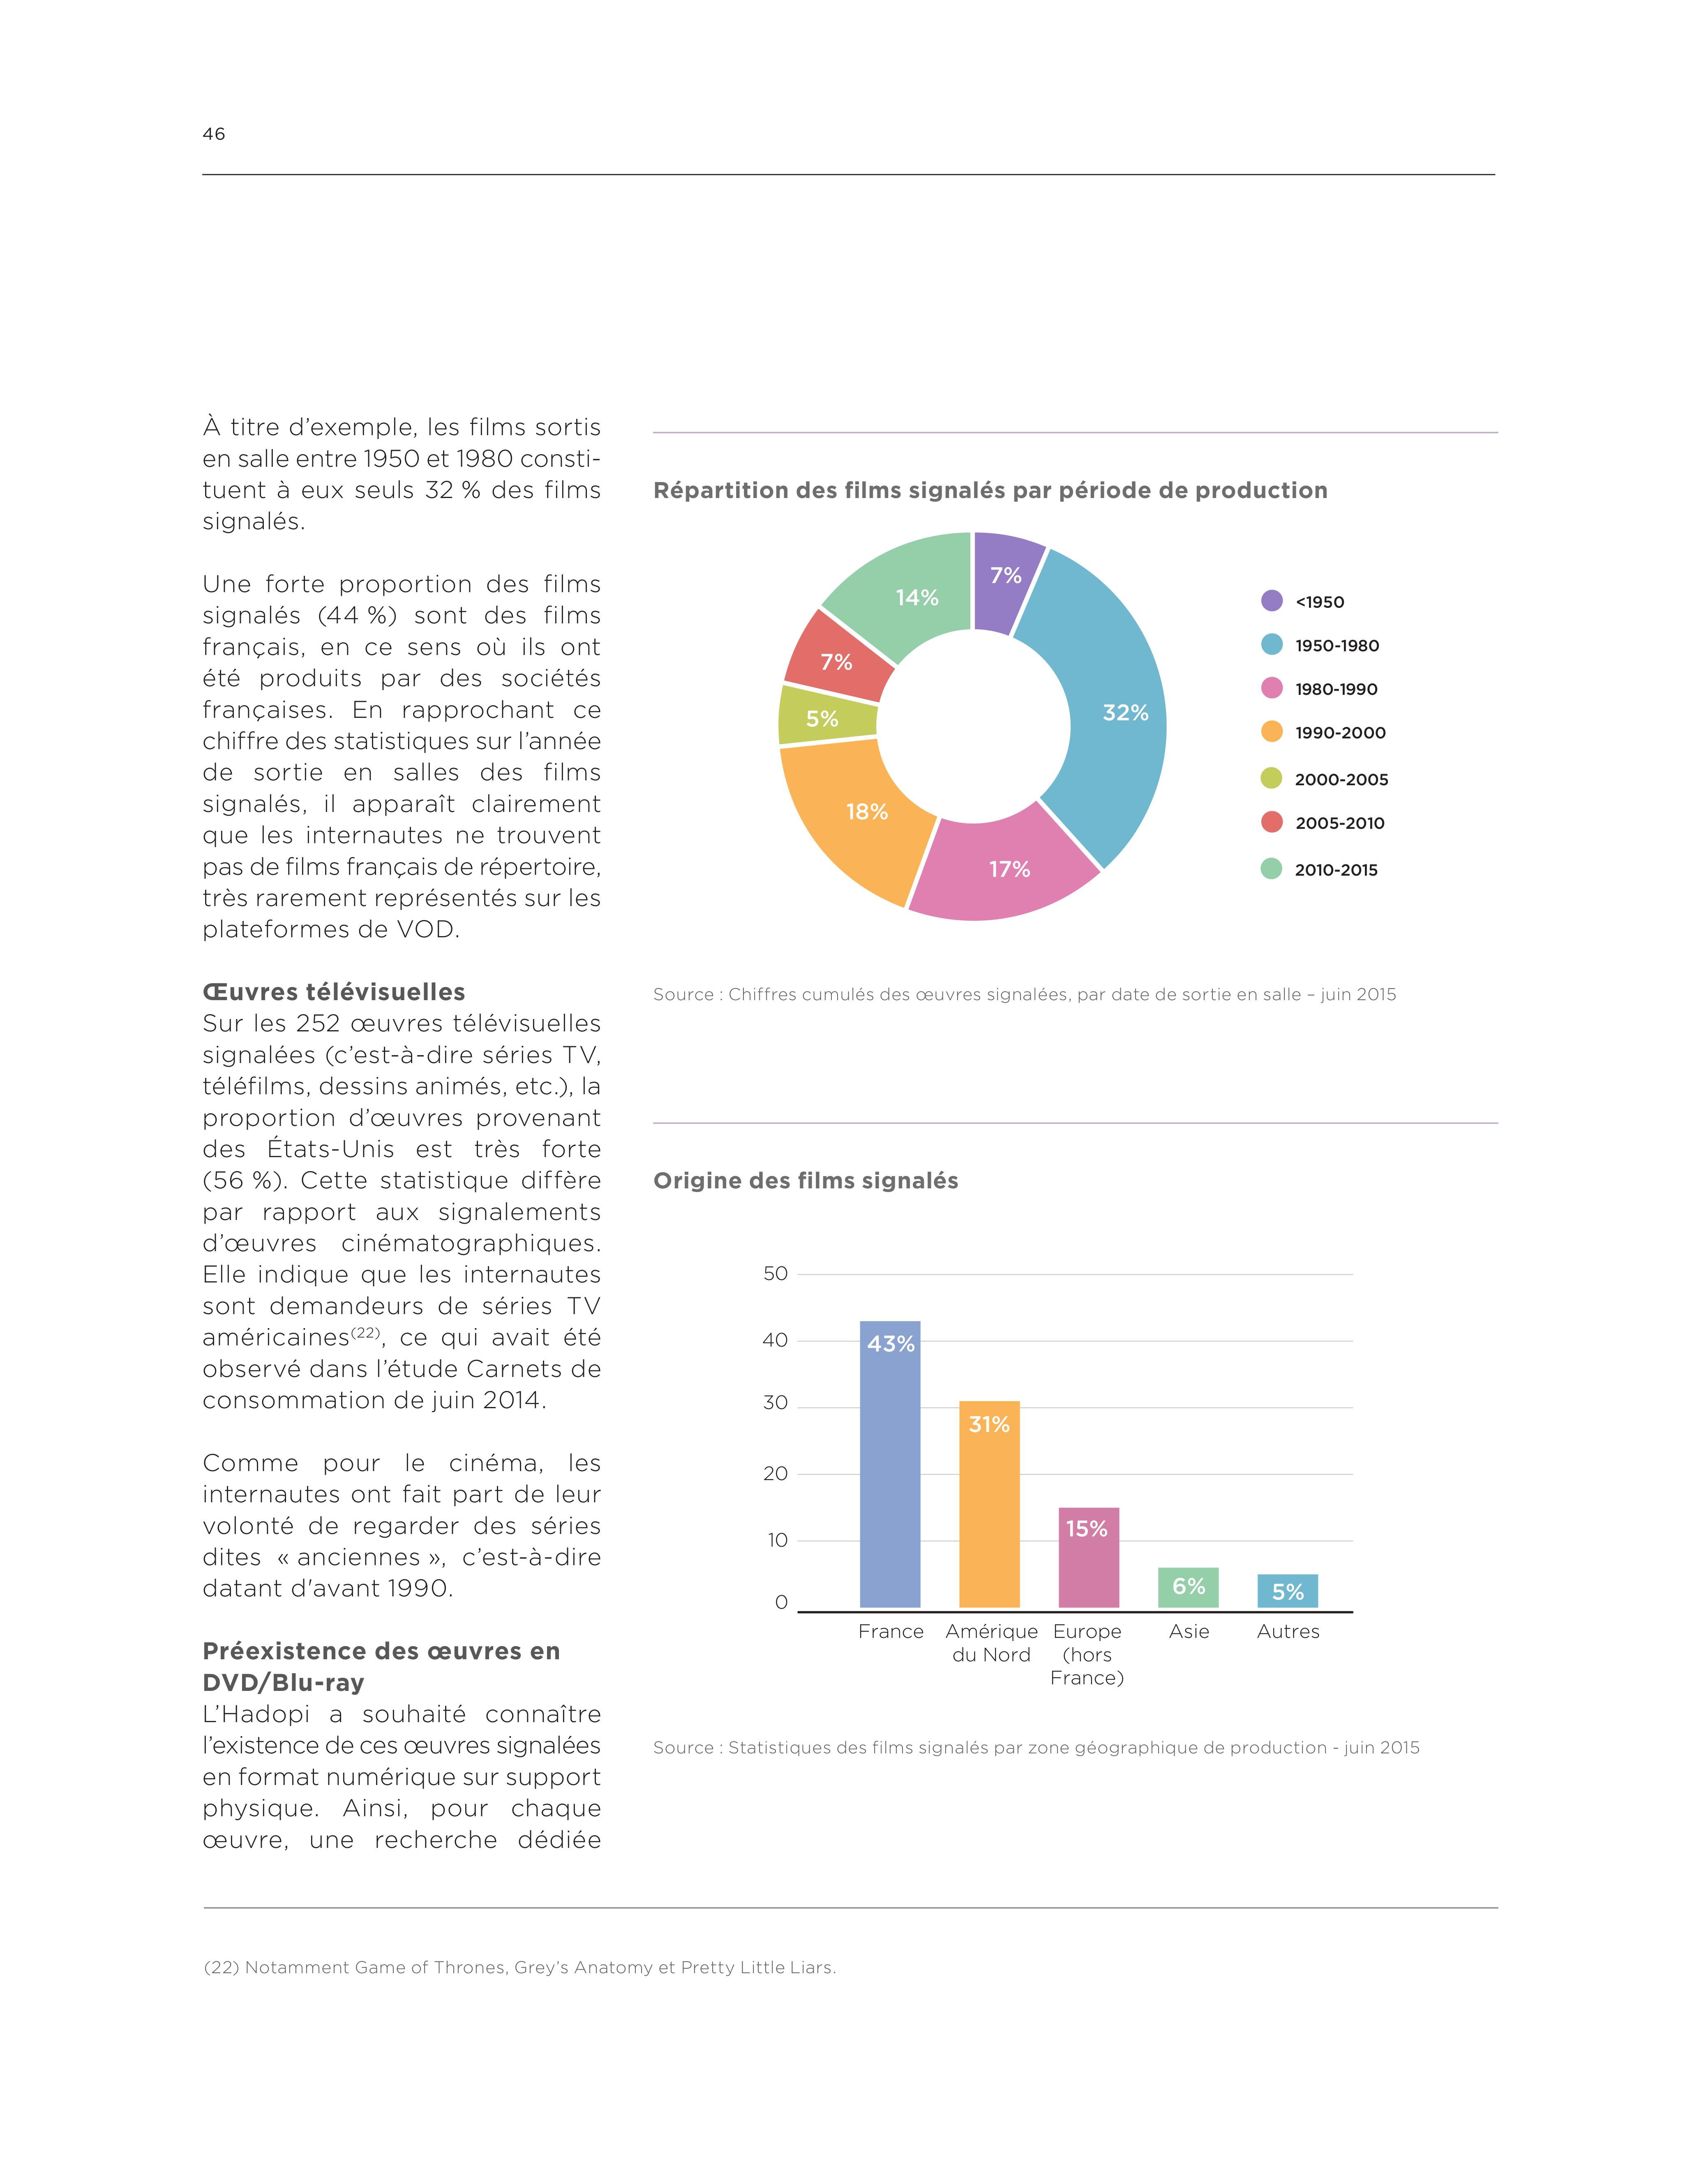 46
À titre d’exemple, les films sortis
en salle entre 1950 et 1980 consti-
tuent à eux seuls 32 % des films
signalés.
Une forte proportion des films
signalés (44 %) sont des films
français, en ce sens où ils ont
été produits par des sociétés
françaises. En rapprochant ce
chiffre des statistiques sur l’année
de sortie en salles des films
signalés, il apparaît clairement
que les internautes ne trouvent
pas de films français de répertoire,
très rarement représentés sur les
plateformes de VOD.
Œuvres télévisuelles
Sur les 252 œuvres télévisuelles
signalées (c’est-à-dire séries TV,
téléfilms, dessins animés, etc.), la
proportion d’œuvres provenant
des États-Unis est très forte
(56 %). Cette statistique diffère
par rapport aux signalements
d’œuvres cinématographiques.
Elle indique que les internautes
sont demandeurs de séries TV
américaines(22), ce qui avait été
observé dans l’étude Carnets de
consommation de juin 2014.
Comme pour le cinéma, les
internautes ont fait part de leur
volonté de regarder des séries
dites « anciennes », c’est-à-dire
datant d'avant 1990.
Préexistence des œuvres en
DVD/Blu-ray
L’Hadopi a souhaité connaître
l’existence de ces œuvres signalées
en format numérique sur support
physique. Ainsi, pour chaque
œuvre, une recherche dédiée
Répartition des films signalés par période de production
7%
32%
17%
18%
5%
7%
14%
<1950
1950-1980
1980-1990
1990-2000
2000-2005
2005-2010
2010-2015
Source : Chiffres cumulés des œuvres signalées, par date de sortie en salle – juin 2015
Origine des films signalés
50
40
30
20
10
0
43%
31%
15%
6%
5%
France
Amérique
du Nord
Europe
(hors
France)
Asie
Autres
Source : Statistiques des films signalés par zone géographique de production - juin 2015
(22) Notamment Game of Thrones, Grey’s Anatomy et Pretty Little Liars.